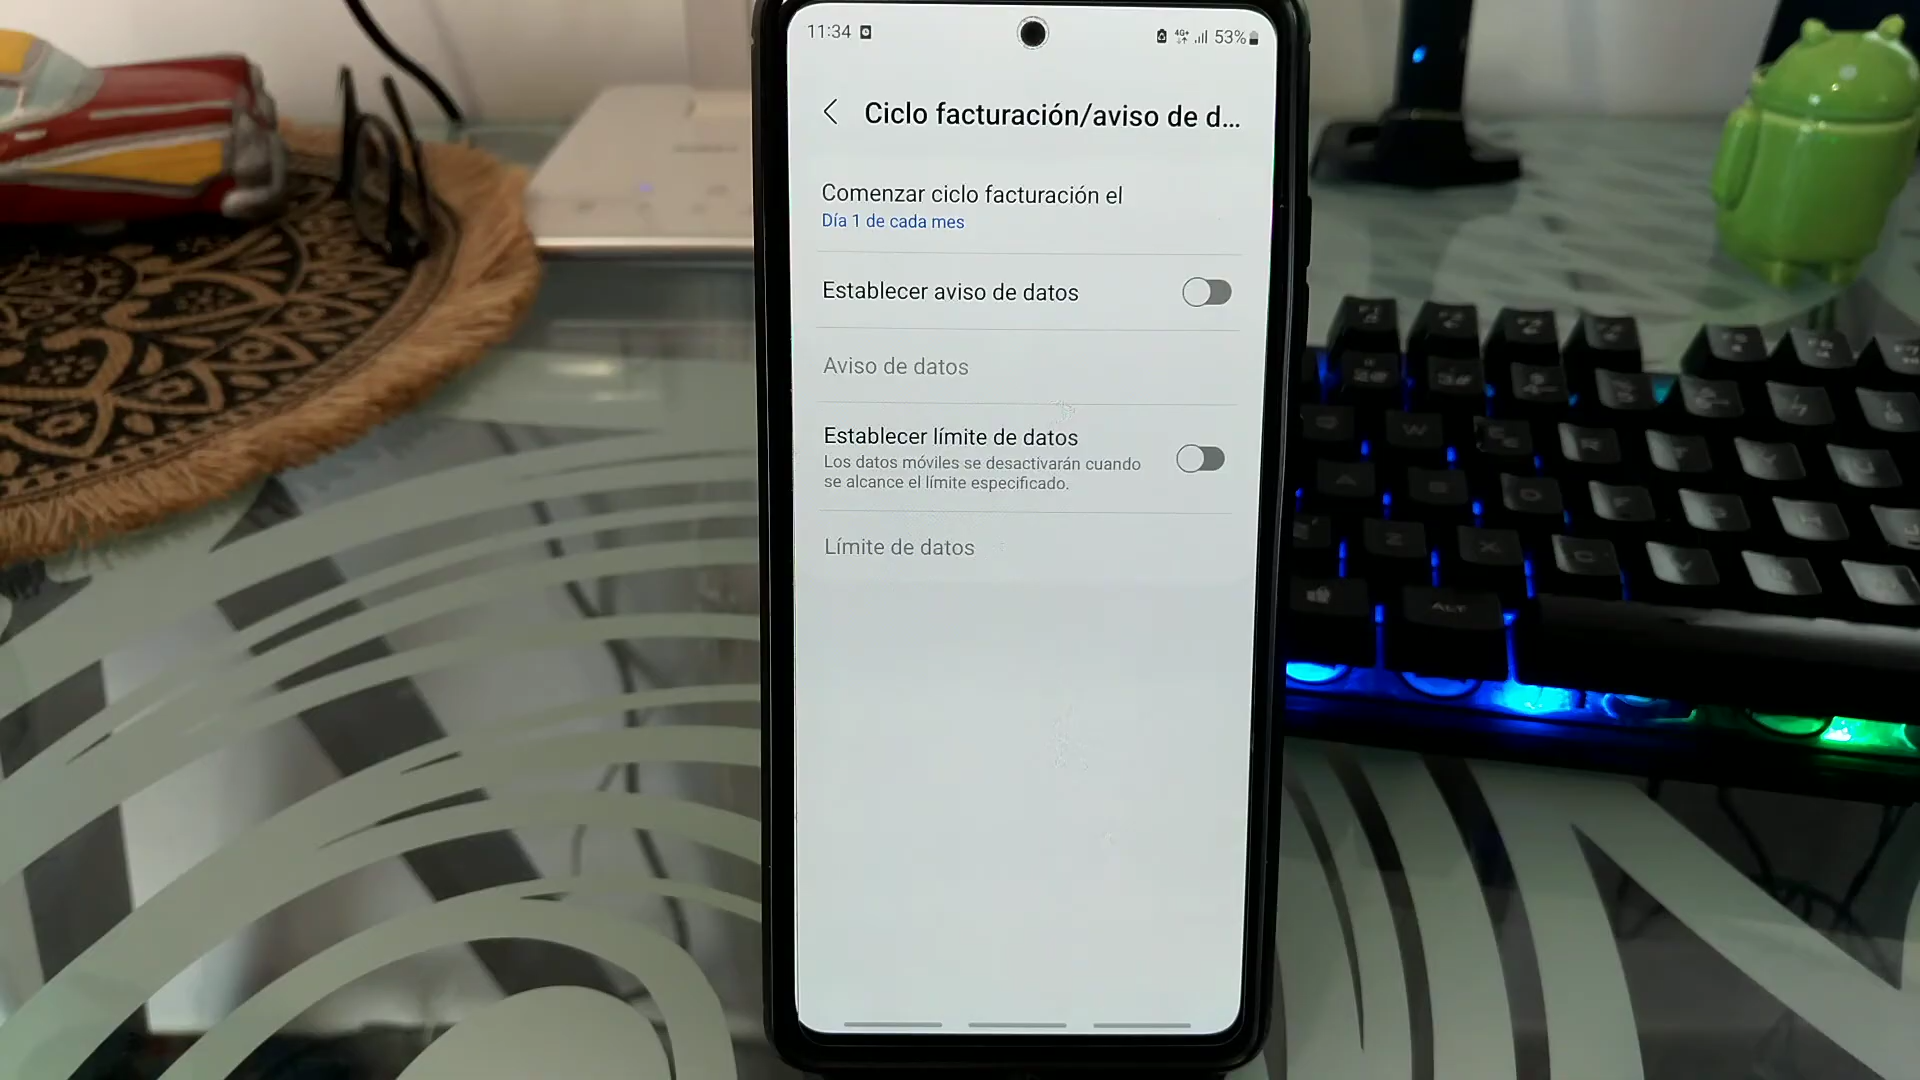 11:34
4G+
53%
Ciclo facturación/aviso de d...
Comenzar ciclo facturación el
Día 1 de cada mes
Establecer aviso de datos
Aviso de datos
Establecer límite de datos
Los datos móviles se desactivarán cuando
se alcance el límite especificado.
Límite de datos
W
R
A
D
F
Z
X
C
V
ALT